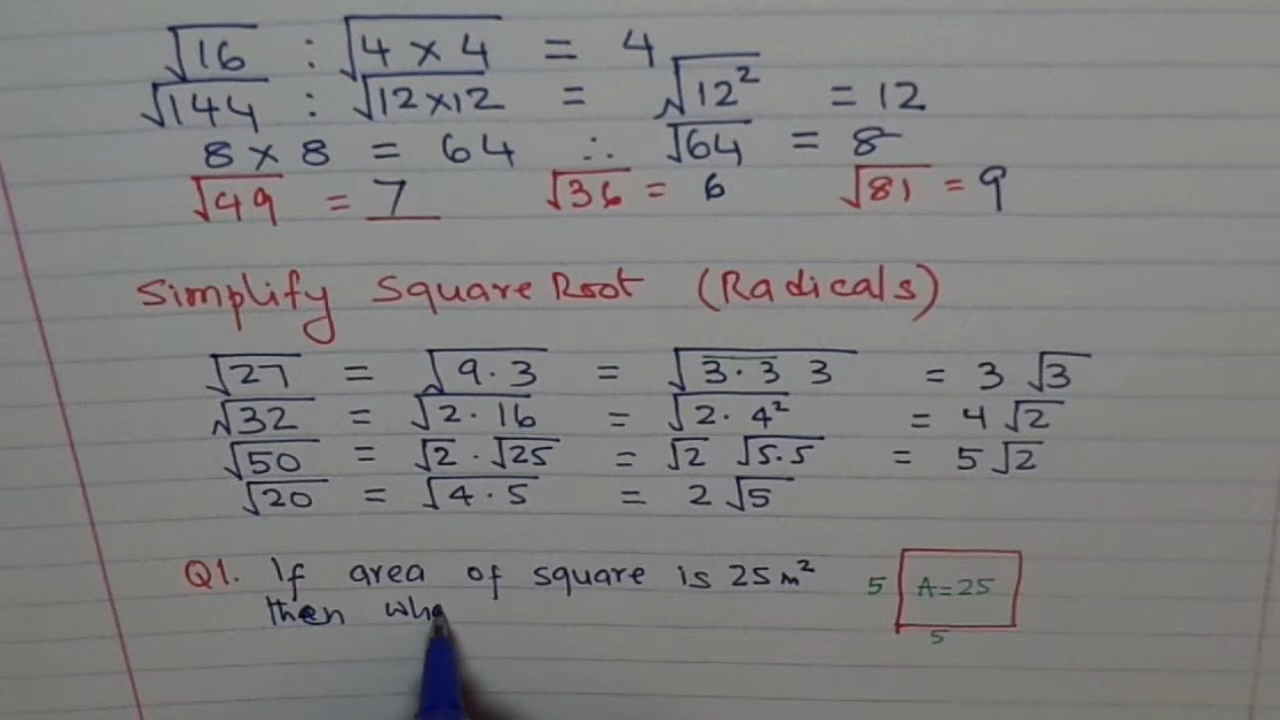 √16 : √4 × 4 = 4
√144 : √12×12 = √12² = 12
8 × 8 = 64 ∴ √64 = 8
√49 = 7 √36 = 6 √81 = 9
Simplify Square Root (Radicals)
√27 = √9·3 = √3·3 3 = 3 √3
√32 = √2·16 = √2·4² = 4 √2
√50 = √2·√25 = √2 √5.5 = 5 √2
√20 = √4·5 = 2 √5
Q1. If area of square is 25m² 5 A=25
then 5